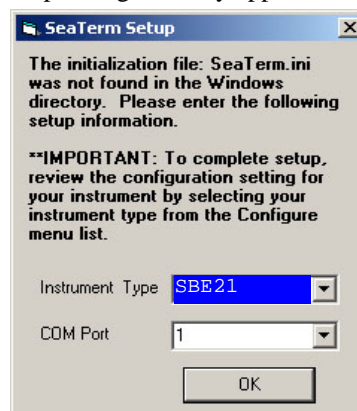 SeaTerm Setup
The initialization
file: SeaTerm.ini
was not found in the Windows
directory. Please enter the following
setup information.
**IMPORTANT: To complete setup,
review the configuration setting for
your instrument by selecting your
instrument type from the Configure
menu list.
Instrument Type SBE21
COM Port 1
OK